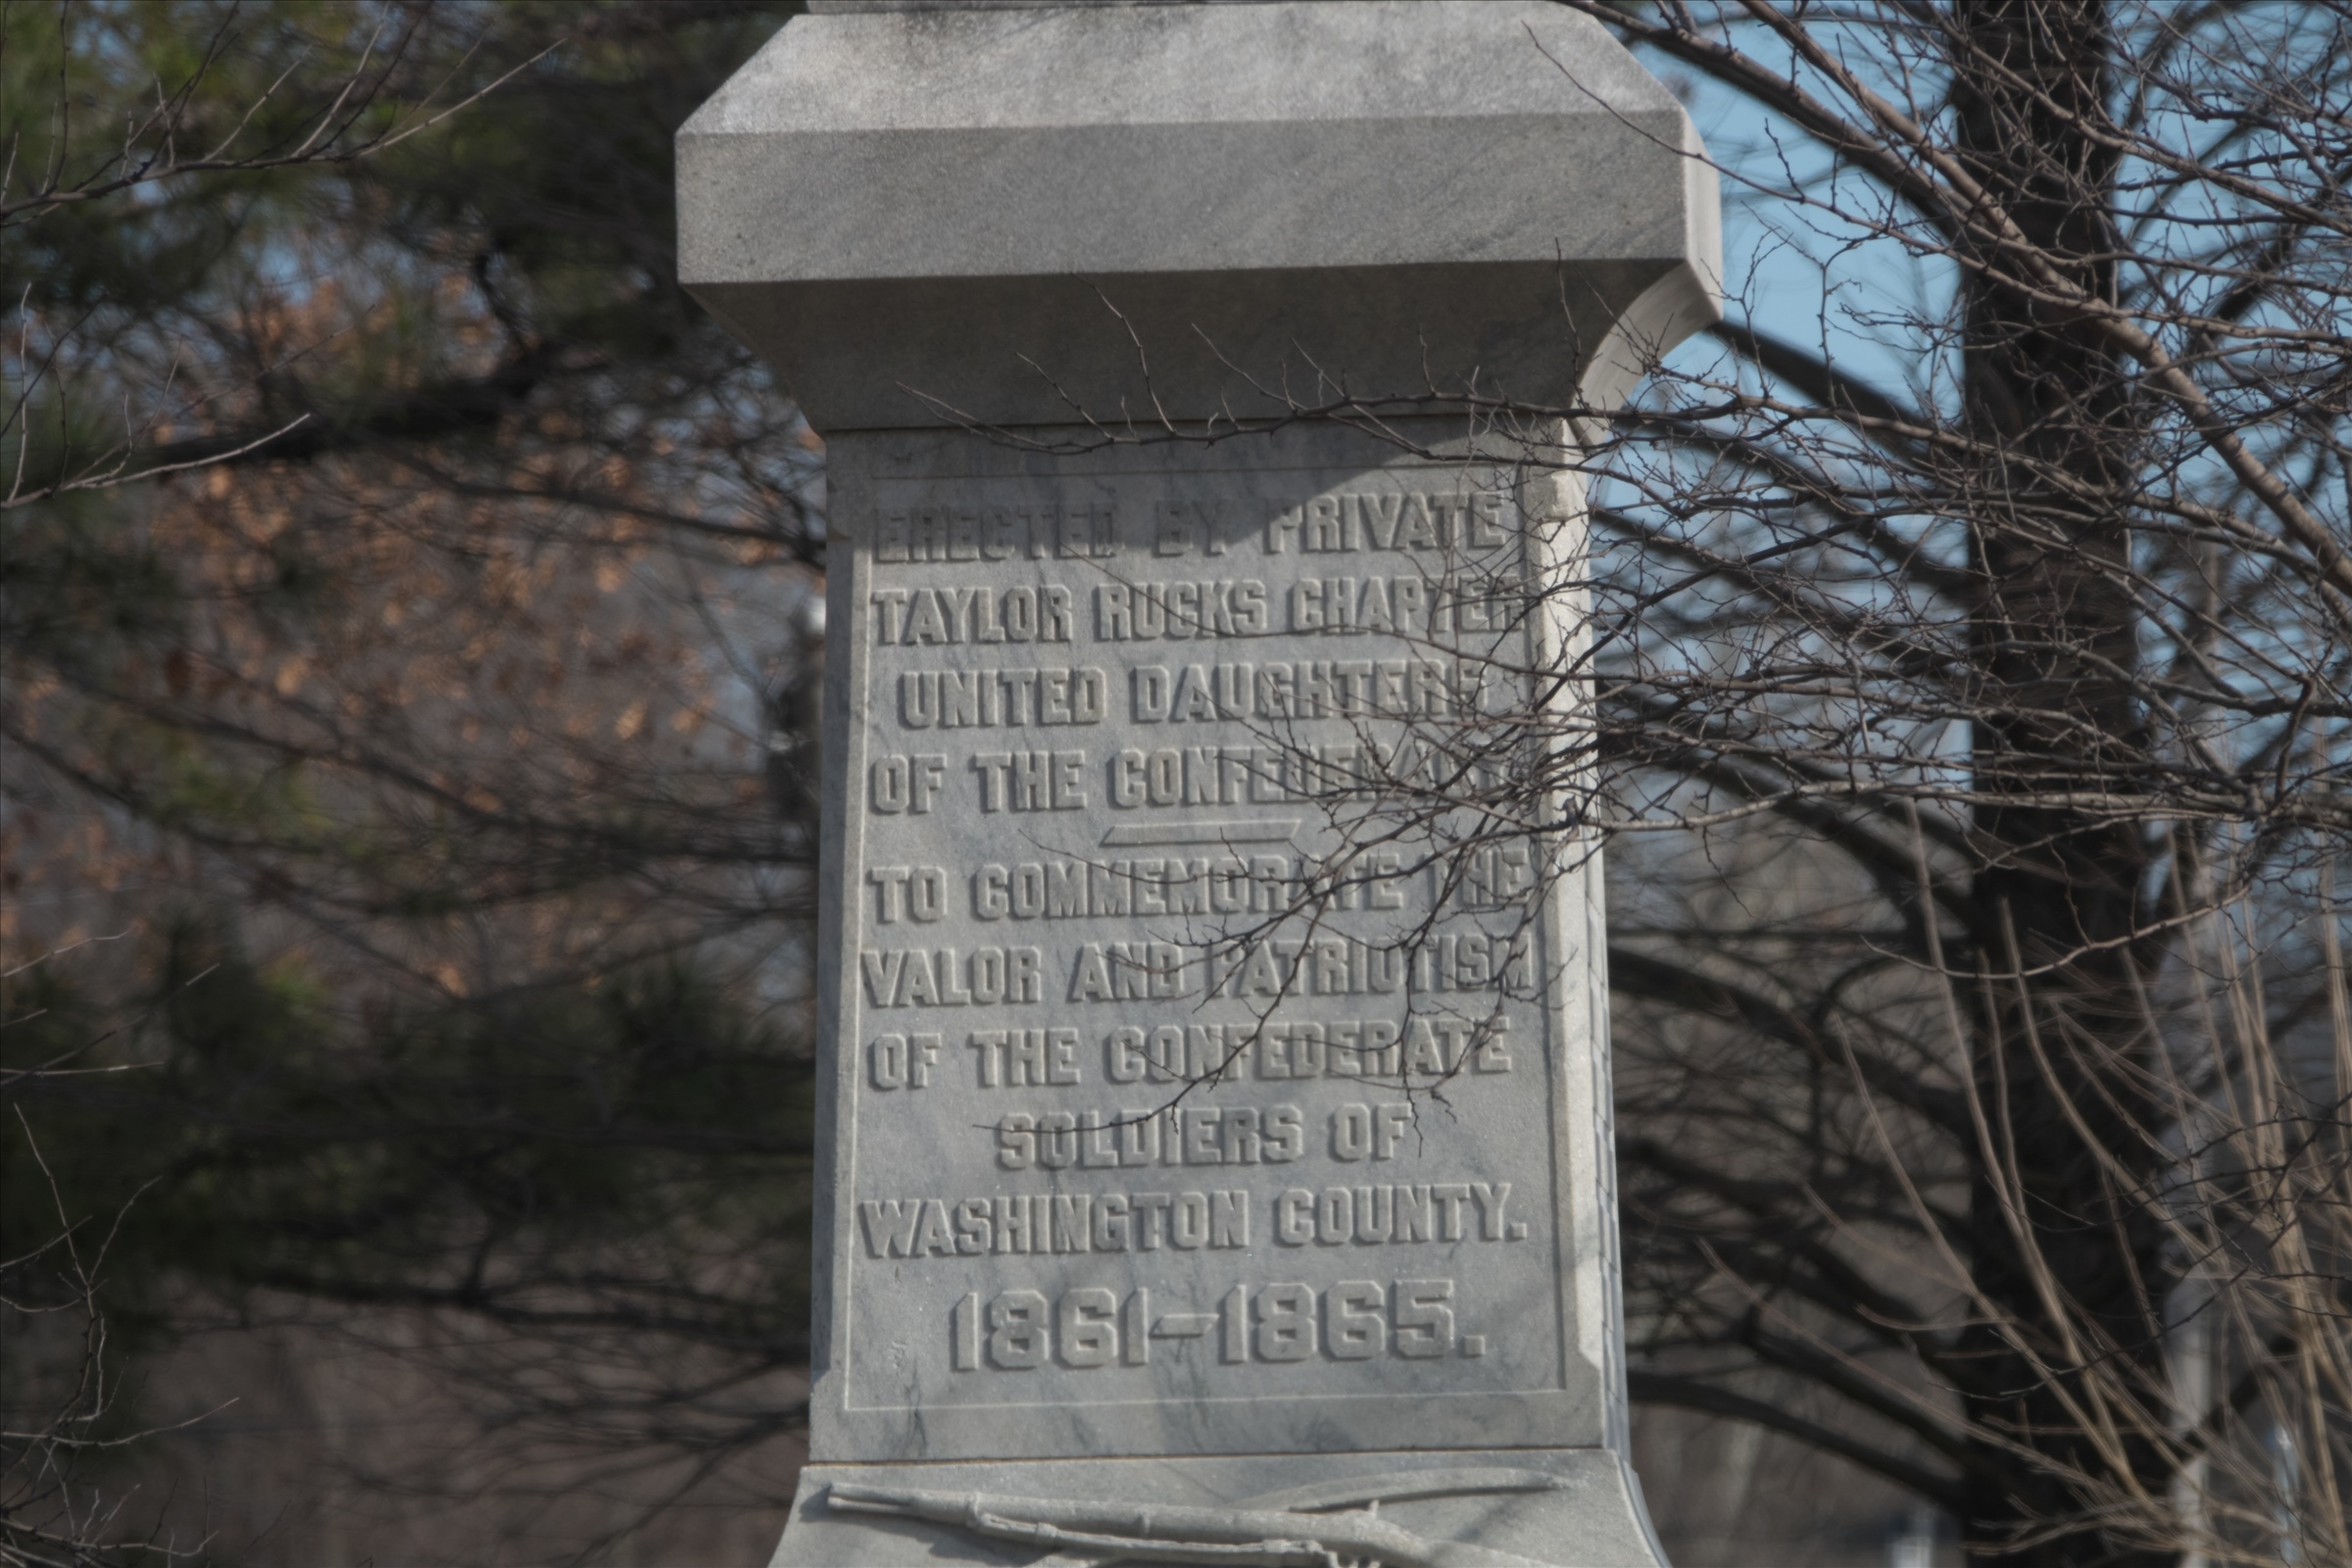 ERECTED BY PRIVATE
TAYLOR RUCKS CHAPTER
UNITED DAUGHTERS
OF THE CONFEDERACY
TO COMMEMORATE THE
VALOR AND PATRIOTISM
OF THE CONFEDERATE
SOLDIERS OF
WASHINGTON COUNTY.
1861-1865.